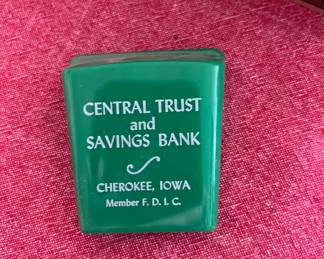 CENTRAL TRUST
and
SAVINGS BANK
CHEROKEE, IOWA
Member F. D. I. C.